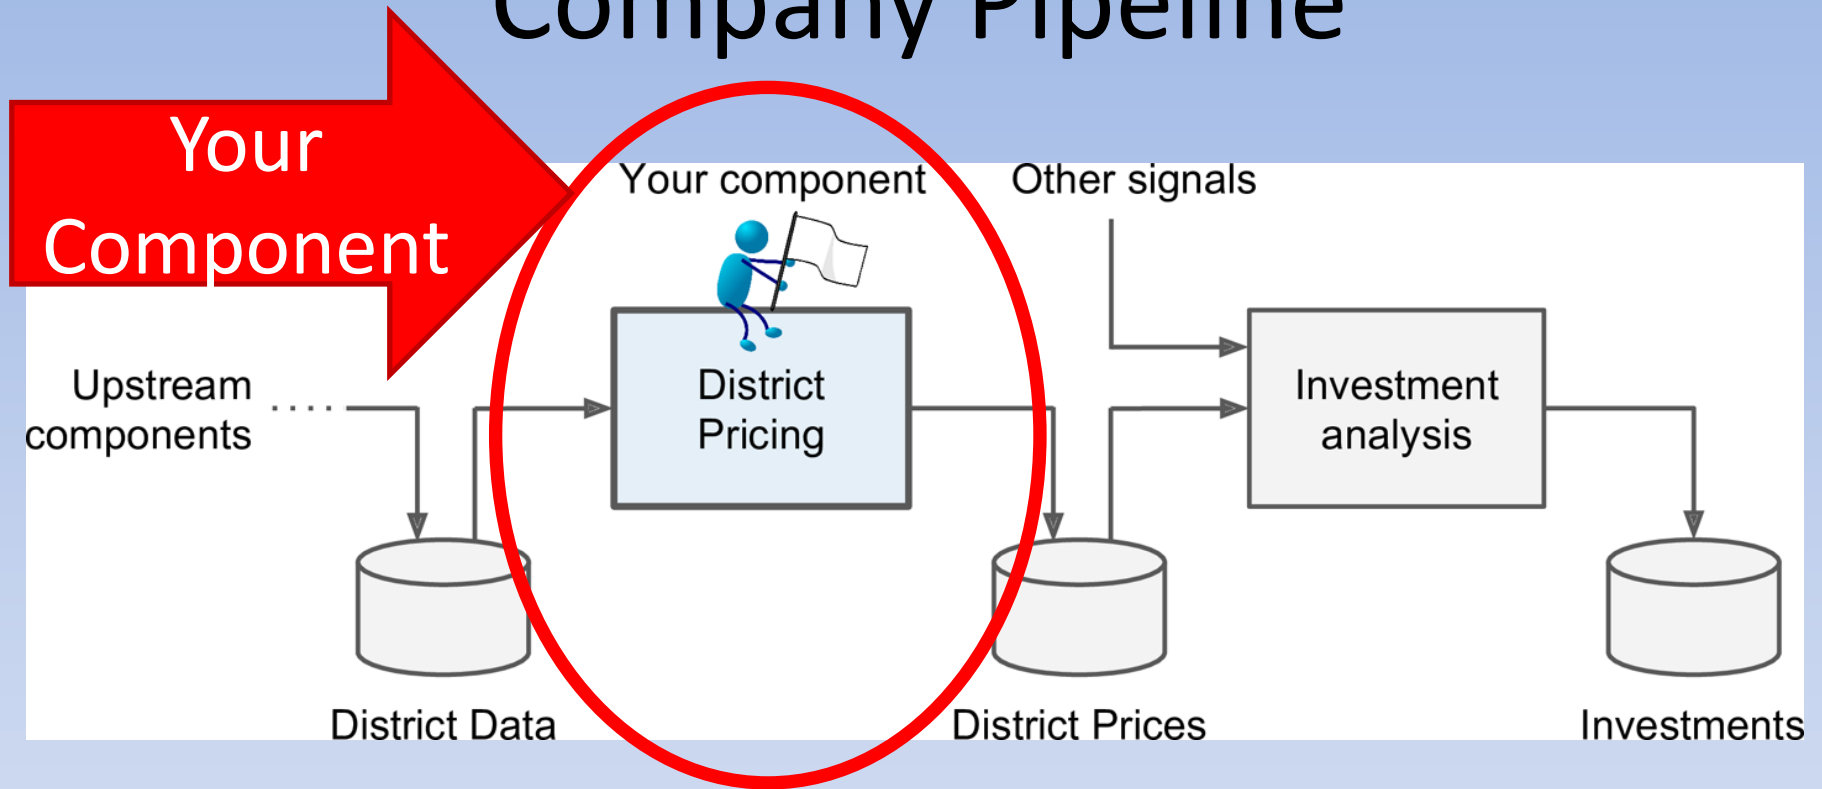 Company Pipeline
Your
Component
Your component
Other signals
Upstream
components
District
Pricing
Investment
analysis
District Data
District Prices
Investments